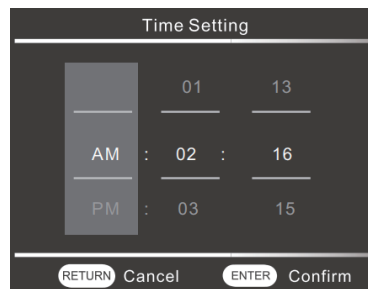 Time Setting
01 13
AM : 02 : 16
PM : 03 15
RETURN Cancel ENTER Confirm